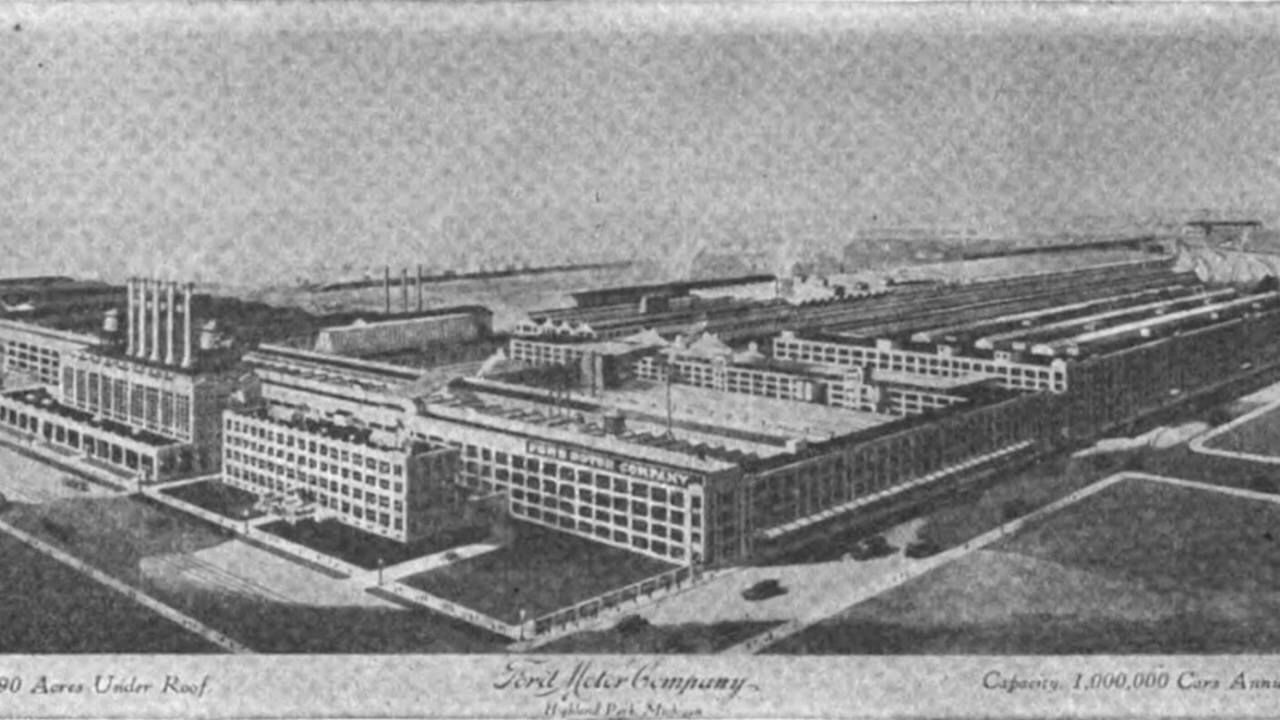 FORD MOTOR COMPANY
90 Acres Under Roof.
Ford Motor Company
Highland Park, Michigan
Capacity, 1,000,000 Cars Annu